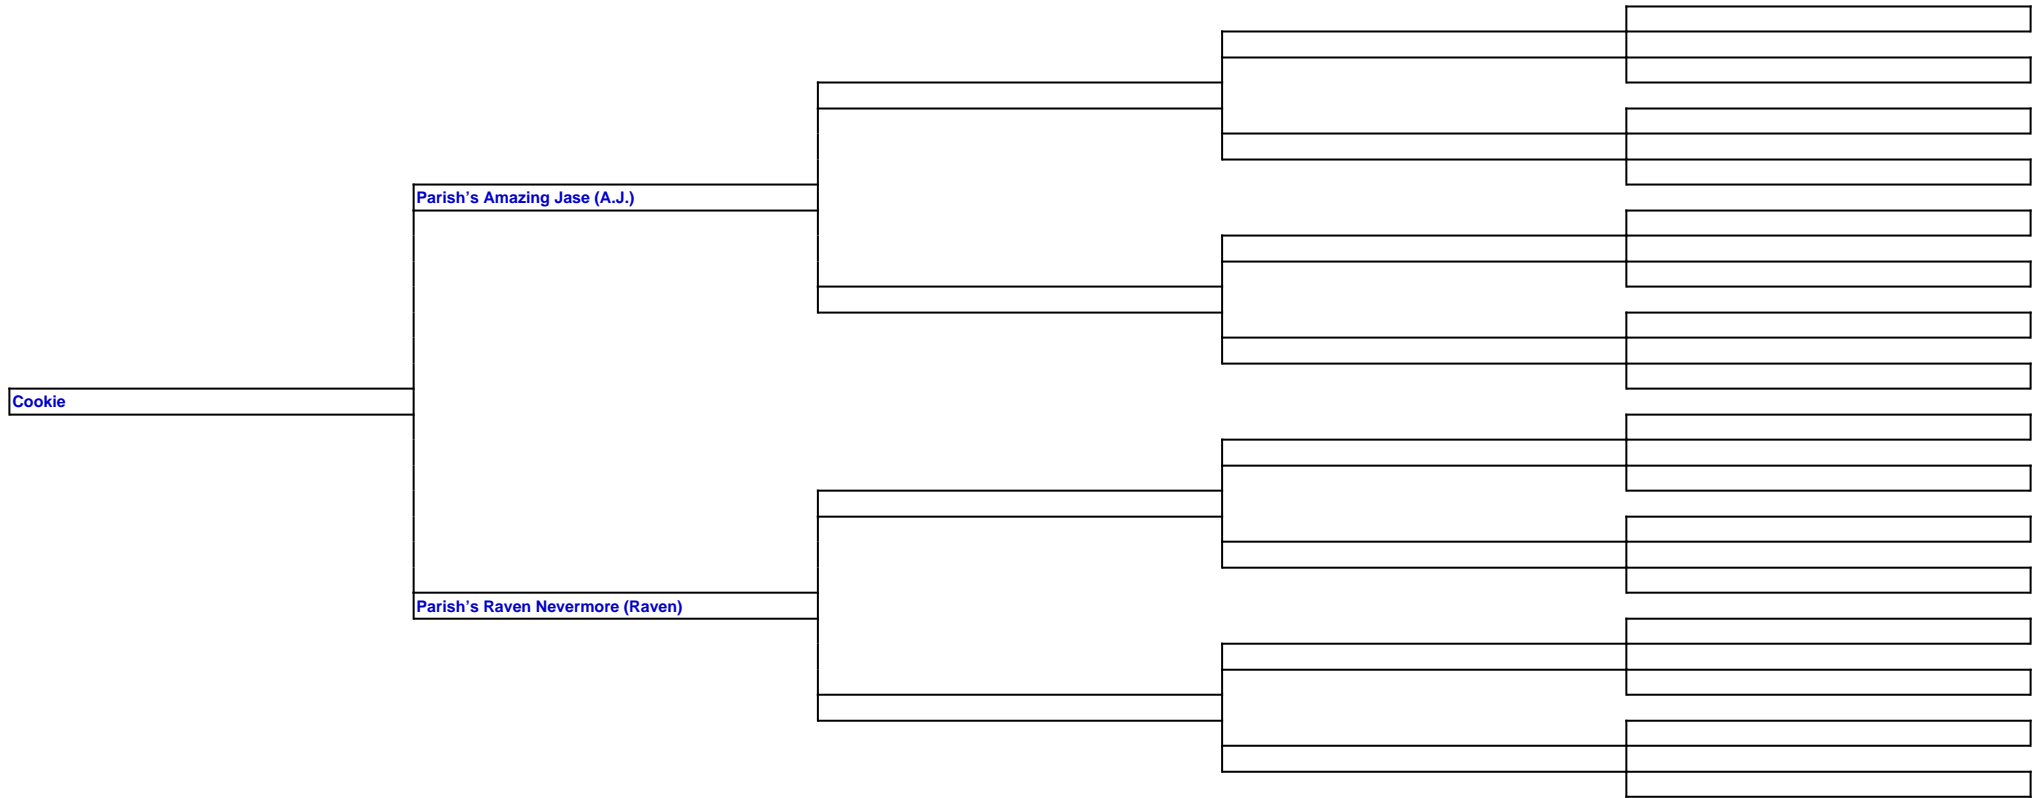 Parish’s Amazing Jase (A.J.)
Cookie
Parish’s Raven Nevermore (Raven)